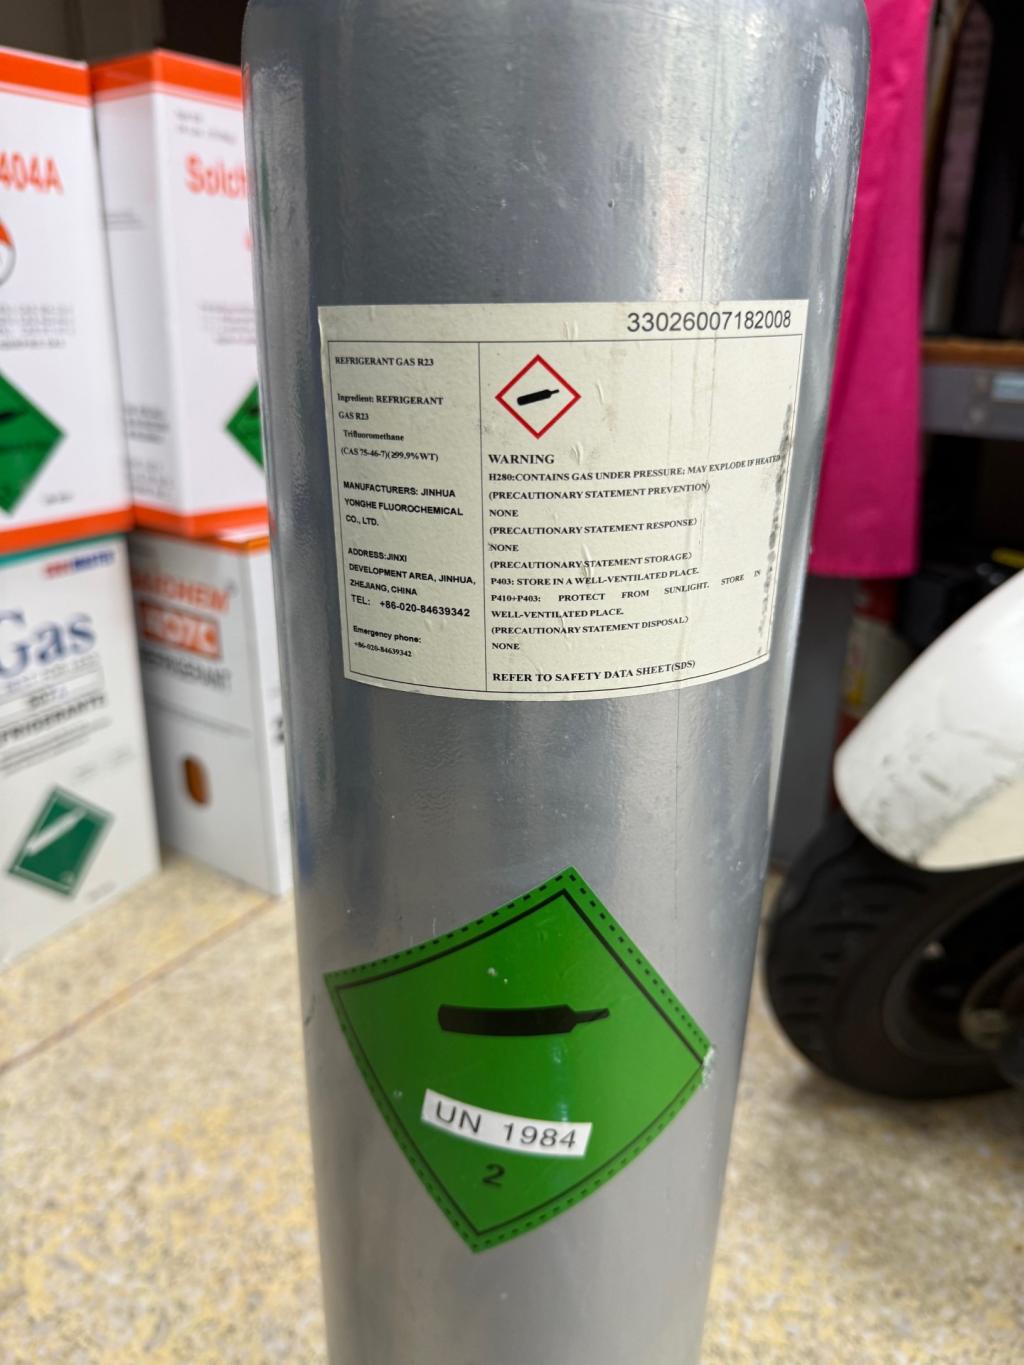 33026007182008
REFRIGERANT GAS R23
Ingredient: REFRIGERANT
GAS R23
Trifluoromethane
(CAS 75-46-7)(≥99.9%WT)
MANUFACTURERS: JINHUA
YONGHE FLUOROCHEMICAL
CO., LTD.
ADDRESS:JINXI
DEVELOPMENT AREA, JINHUA,
ZHEJIANG, CHINA
TEL: +86-020-84639342
Emergency phone:
+86-020-84639342
WARNING
H280:CONTAINS GAS UNDER PRESSURE; MAY EXPLODE IF HEATED
(PRECAUTIONARY STATEMENT PREVENTION)
NONE
(PRECAUTIONARY STATEMENT RESPONSE)
NONE
(PRECAUTIONARY STATEMENT STORAGE)
P403: STORE IN A WELL-VENTILATED PLACE.
P410+P403: PROTECT FROM SUNLIGHT. STORE IN
WELL-VENTILATED PLACE.
(PRECAUTIONARY STATEMENT DISPOSAL)
NONE
REFER TO SAFETY DATA SHEET(SDS)
UN 1984
2
404A
Solch
Gas